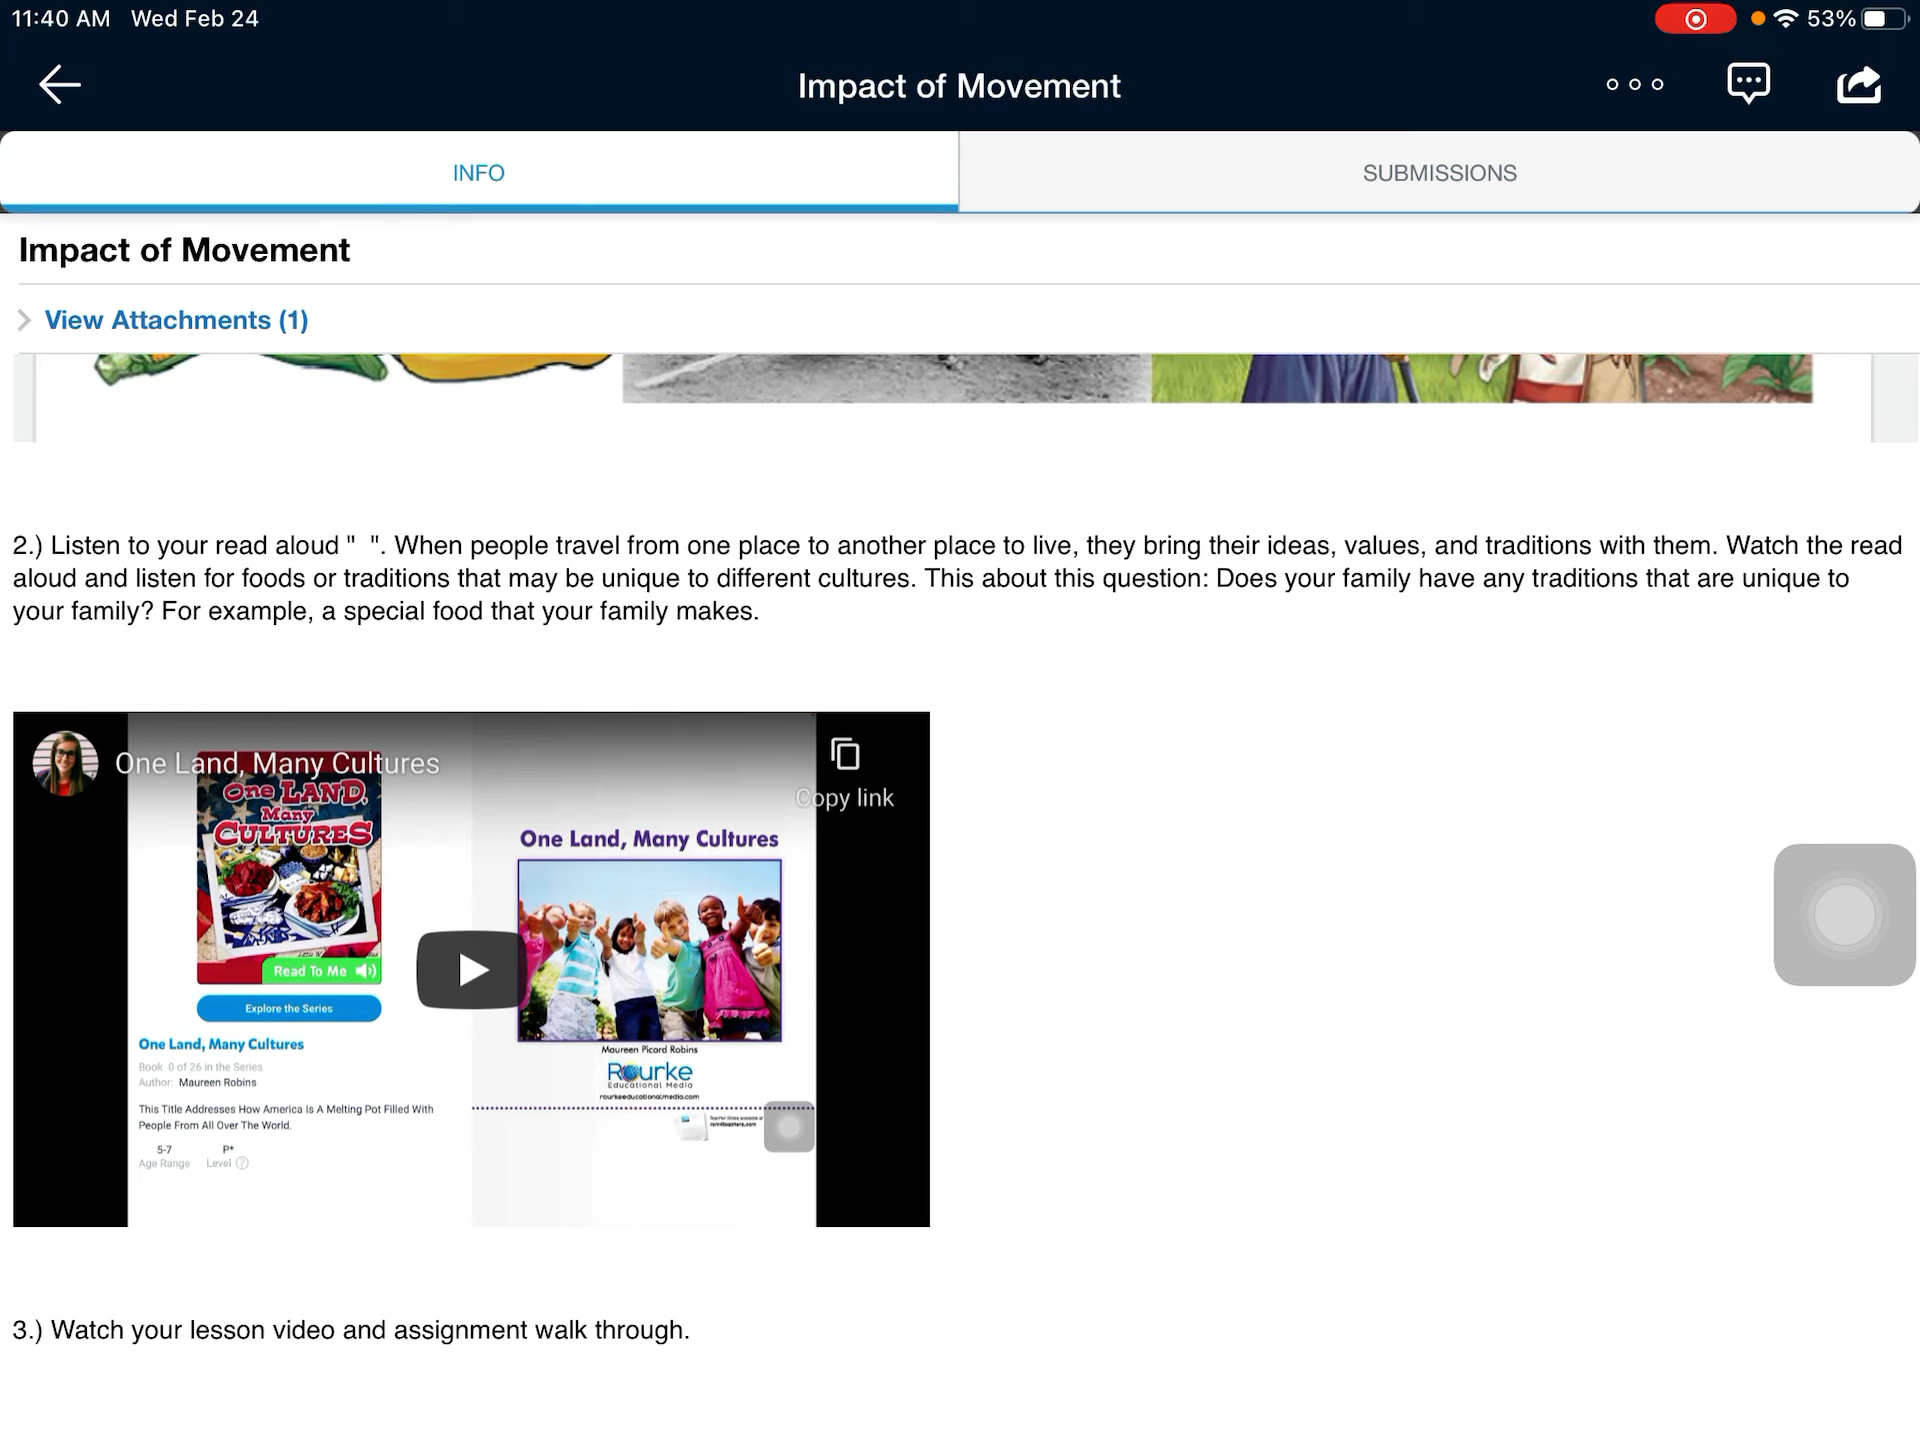 11:40 AM Wed Feb 24
53%
Impact of Movement
INFO
SUBMISSIONS
Impact of Movement
View Attachments (1)
2.) Listen to your read aloud " ". When people travel from one place to another place to live, they bring their ideas, values, and traditions with them. Watch the read
aloud and listen for foods or traditions that may be unique to different cultures. This about this question: Does your family have any traditions that are unique to
your family? For example, a special food that your family makes.
One Land, Many Cultures
Copy link
One LAND,
Many
CULTURES
Read To Me
Explore the Series
One Land, Many Cultures
Book 0 of 26 in the Series
Author: Maureen Robins
This Title Addresses How America Is A Melting Pot Filled With
People From All Over The World.
5-7
P*
Age Range
Level ?
One Land, Many Cultures
Maureen Picard Robins
Rourke
Educational Media
rourkeeducationalmedia.com
3.) Watch your lesson video and assignment walk through.